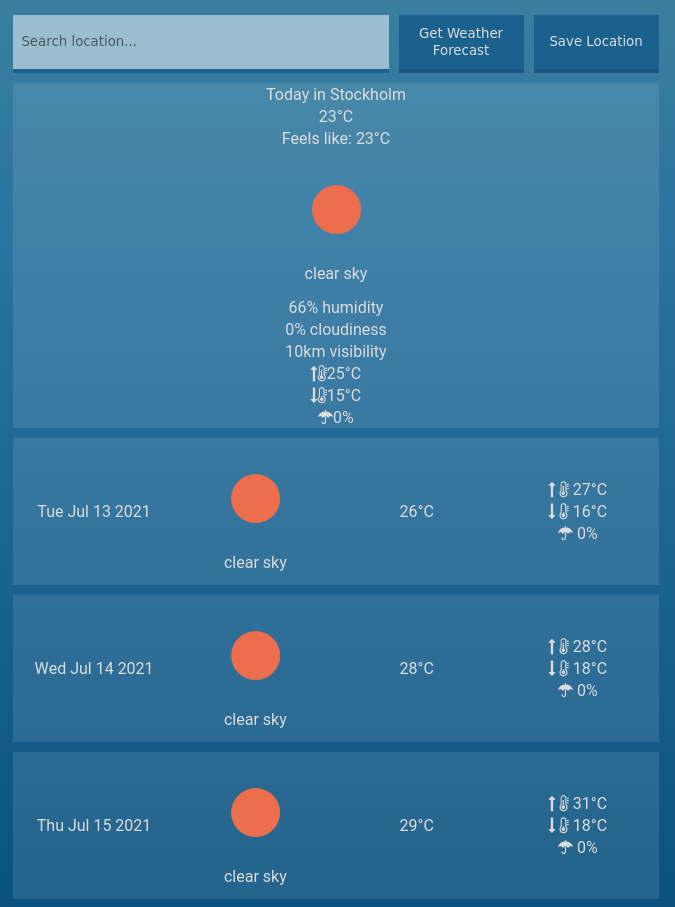 Search location...
Get Weather
Forecast
Save Location
Today in Stockholm
23°C
Feels like: 23°C
clear sky
66% humidity
0% cloudiness
10km visibility
25°C
15°C
0%
Tue Jul 13 2021
clear sky
26°C
27°C
16°C
0%
Wed Jul 14 2021
clear sky
28°C
28°C
18°C
0%
Thu Jul 15 2021
clear sky
29°C
31°C
18°C
0%